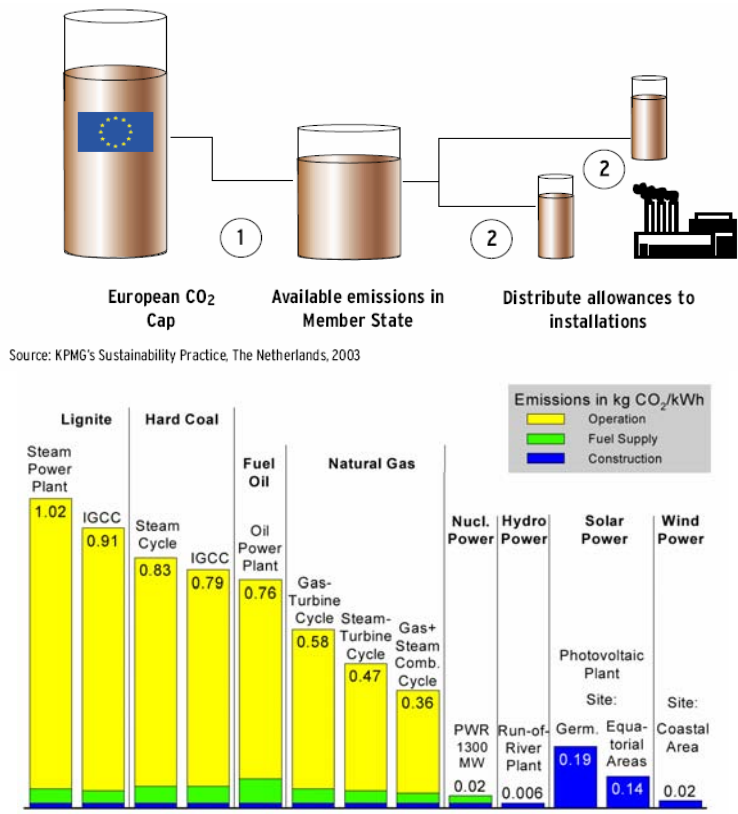 1
2
2
European CO2
Cap
Available emissions in
Member State
Distribute allowances to
installations
Source: KPMG's Sustainability Practice, The Netherlands, 2003
Emissions in kg CO2/kWh
Operation
Fuel Supply
Construction
Lignite
Hard Coal
Fuel
Oil
Natural Gas
Nucl.
Power
Hydro
Power
Solar
Power
Wind
Power
Steam
Power
Plant
1.02
IGCC
0.91
Steam
Cycle
0.83
IGCC
0.79
Oil
Power
Plant
0.76
Gas-
Turbine
Cycle
0.58
Steam-
Turbine
Cycle
0.47
Gas+
Steam
Comb.
Cycle
0.36
PWR
1300
MW
0.02
Run-of-
River
Plant
0.006
Photovoltaic
Plant
Site:
Germ.
0.19
Equa-
torial
Areas
0.14
Site:
Coastal
Area
0.02